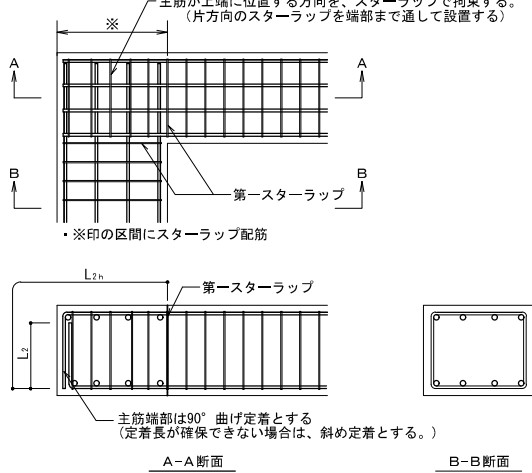 主筋が上端に位置する方向を、スターラップで拘束する。
(片方向のスターラップを端部まで通して設置する)
※
A
A
B
B
第一スターラップ
・※印の区間にスターラップ配筋
L2h
第一スターラップ
L2
主筋端部は90°曲げ定着とする
(定着長が確保できない場合は、斜め定着とする。)
A-A断面
B-B断面